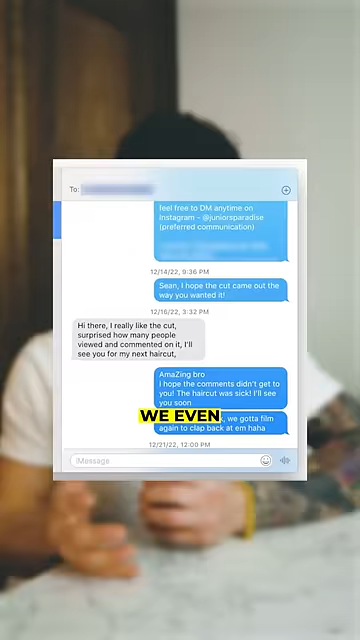 To:
feel free to DM anytime on
Instagram - @juniorsparadise
(preferred communication)
12/14/22, 9:36 PM
Sean, I hope the cut came out the
way you wanted it!
12/16/22, 3:32 PM
Hi there, I really like the cut,
surprised how many people
viewed and commented on it, I'll
see you for my next haircut,
AmaZing bro
I hope the comments didn't get to
you! The haircut was sick! I'll see
you soon
WE EVEN
, we gotta film
again to clap back at em haha
12/21/22, 12:00 PM
iMessage